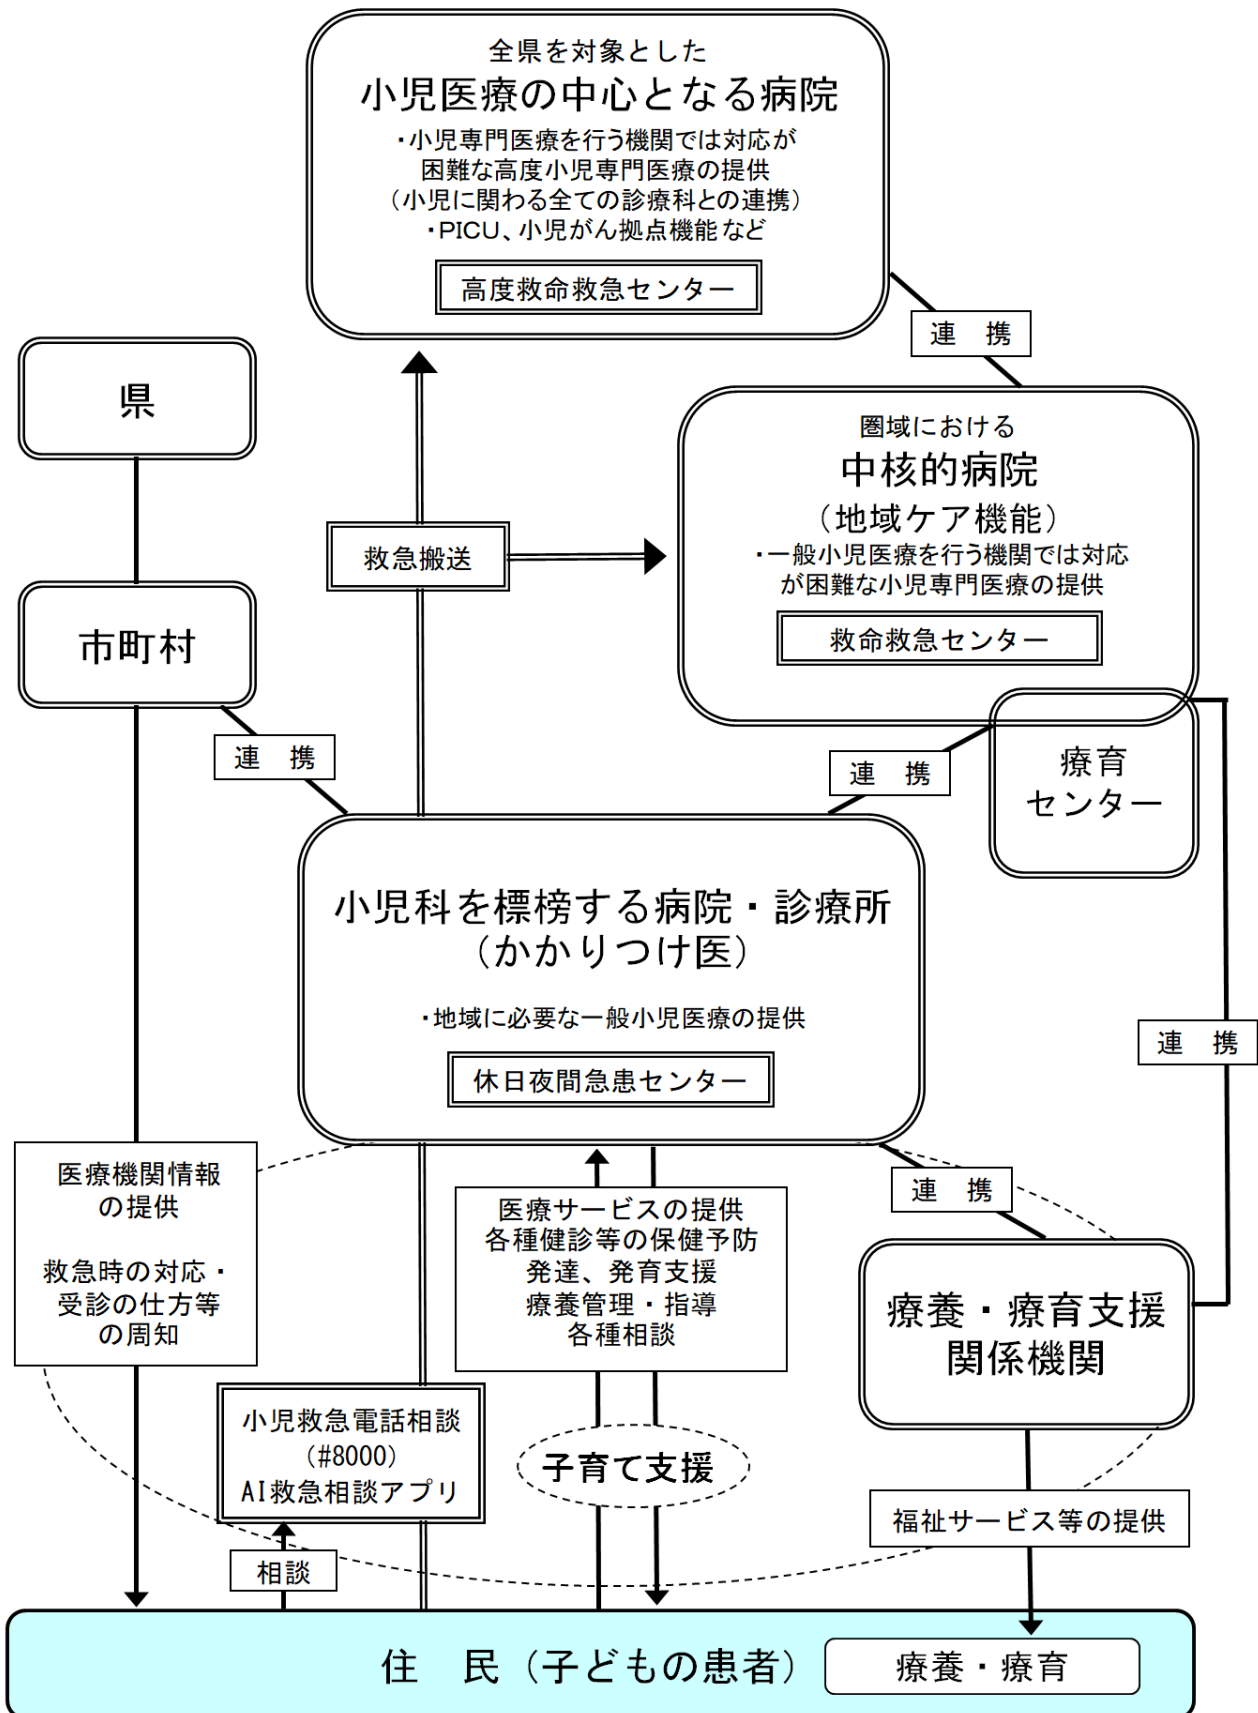 全県を対象とした
小児医療の中心となる病院
・小児専門医療を行う機関では対応が
困難な高度小児専門医療の提供
（小児に関わる全ての診療科との連携）
・PICU、小児がん拠点機能など
高度救命救急センター
連　携
県
圏域における
中核的病院
（地域ケア機能）
・一般小児医療を行う機関では対応
が困難な小児専門医療の提供
救命救急センター
救急搬送
市町村
連　携
連　携
療育
センター
小児科を標榜する病院・診療所
（かかりつけ医）
・地域に必要な一般小児医療の提供
休日夜間急患センター
連　携
医療機関情報
の提供
救急時の対応・
受診の仕方等
の周知
医療サービスの提供
各種健診等の保健予防
発達、発育支援
療養管理・指導
各種相談
連　携
療養・療育支援
関係機関
小児救急電話相談
（#8000）
AI救急相談アプリ
子育て支援
福祉サービス等の提供
相談
住　民（子どもの患者）
療養・療育